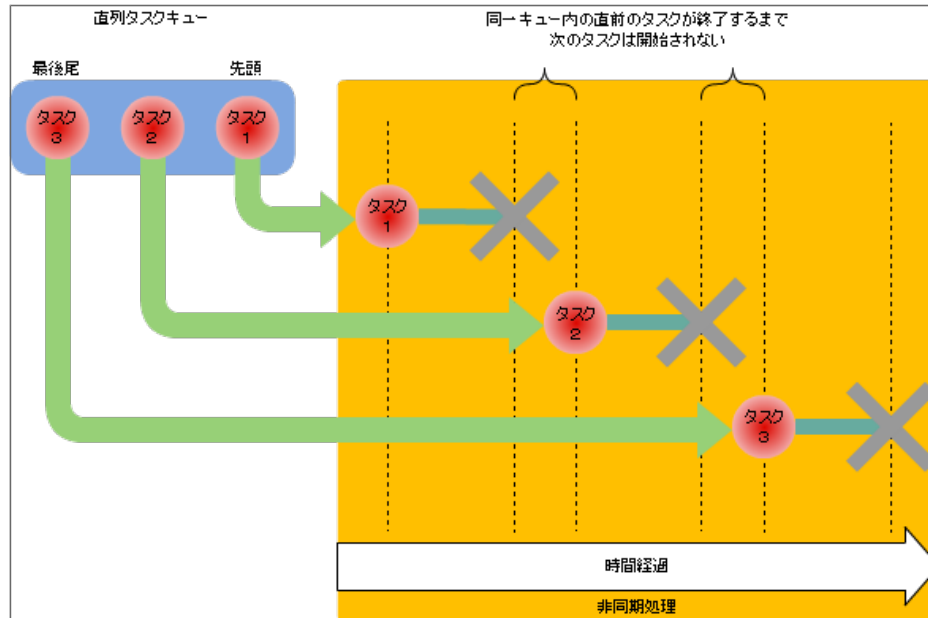 直列タスクキュー
同一キュー内の直前のタスクが終了するまで
次のタスクは開始されない
最後尾
先頭
タスク
3
タスク
2
タスク
1
タスク
1
タスク
2
タスク
3
時間経過
非同期処理